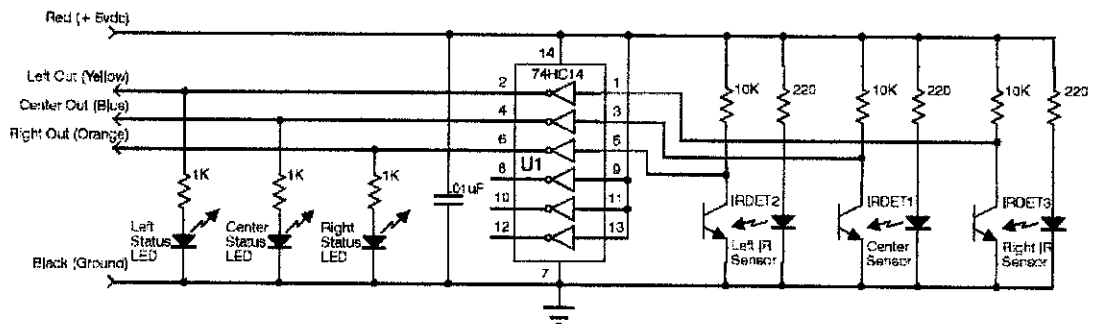 Red (+ 5vdc)
14
74HC14
Left Out (Yellow)
2
1
10K
220
10K
220
10K
220
Center Out (Blue)
4
3
Right Out (Orange)
6
5
U1
1K
1K
1K
.01uF
8
9
10
11
12
13
IRDET2
IRDET1
IRDET3
Left
Status
LED
Center
Status
LED
Right
Status
LED
Left IR
Sensor
Center
Sensor
Right IR
Sensor
Black (Ground)
7